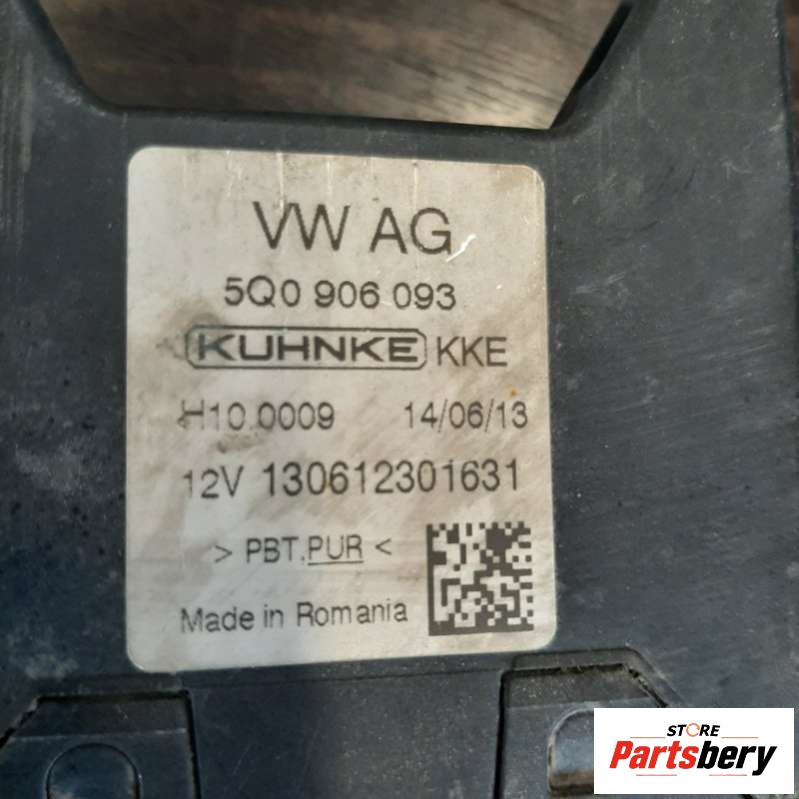 VW AG
5Q0 906 093
KUHNKE KKE
H10 0009 14/06/13
12V 130612301631
> PBT.PUR <
Made in Romania
STORE
Partsbery